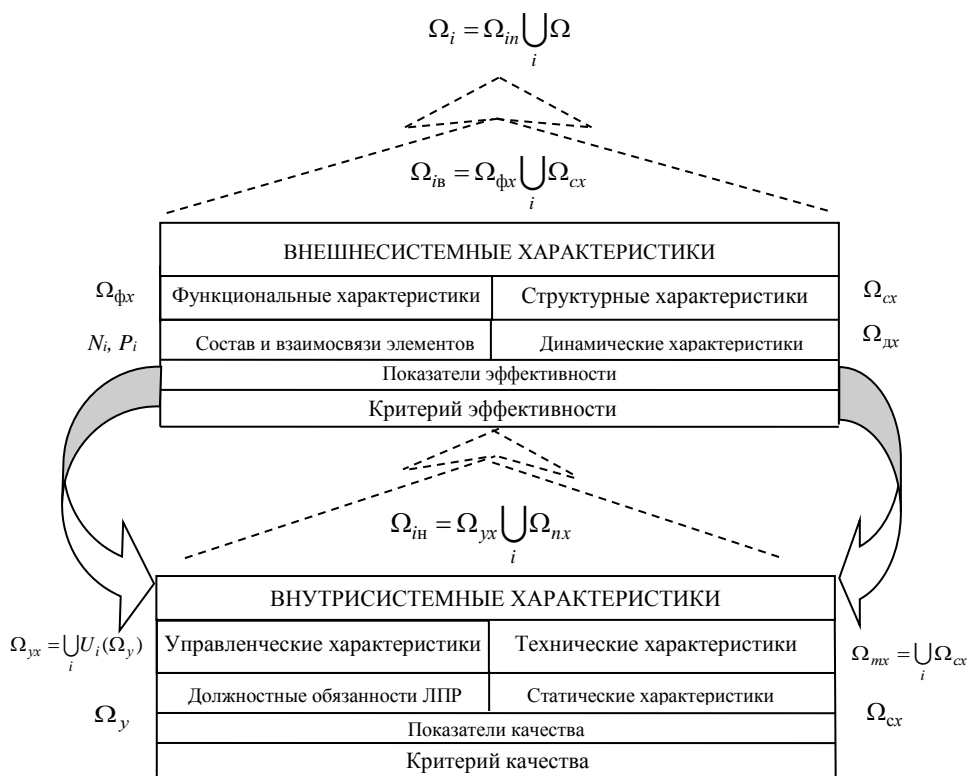 Ω_i = Ω_in ⋃_i Ω
Ω_iв = Ω_фx ⋃_i Ω_cx
ВНЕШНЕСИСТЕМНЫЕ ХАРАКТЕРИСТИКИ
Ω_фx Функциональные характеристики Структурные характеристики Ω_cx
N_i, P_i Состав и взаимосвязи элементов Динамические характеристики Ω_дx
Показатели эффективности
Критерий эффективности
Ω_iн = Ω_yx ⋃_i Ω_nx
ВНУТРИСИСТЕМНЫЕ ХАРАКТЕРИСТИКИ
Ω_yx = ⋃_i U_i(Ω_y) Управленческие характеристики Технические характеристики Ω_mx = ⋃_i Ω_cx
Ω_y Должностные обязанности ЛПР Статические характеристики Ω_cx
Показатели качества
Критерий качества